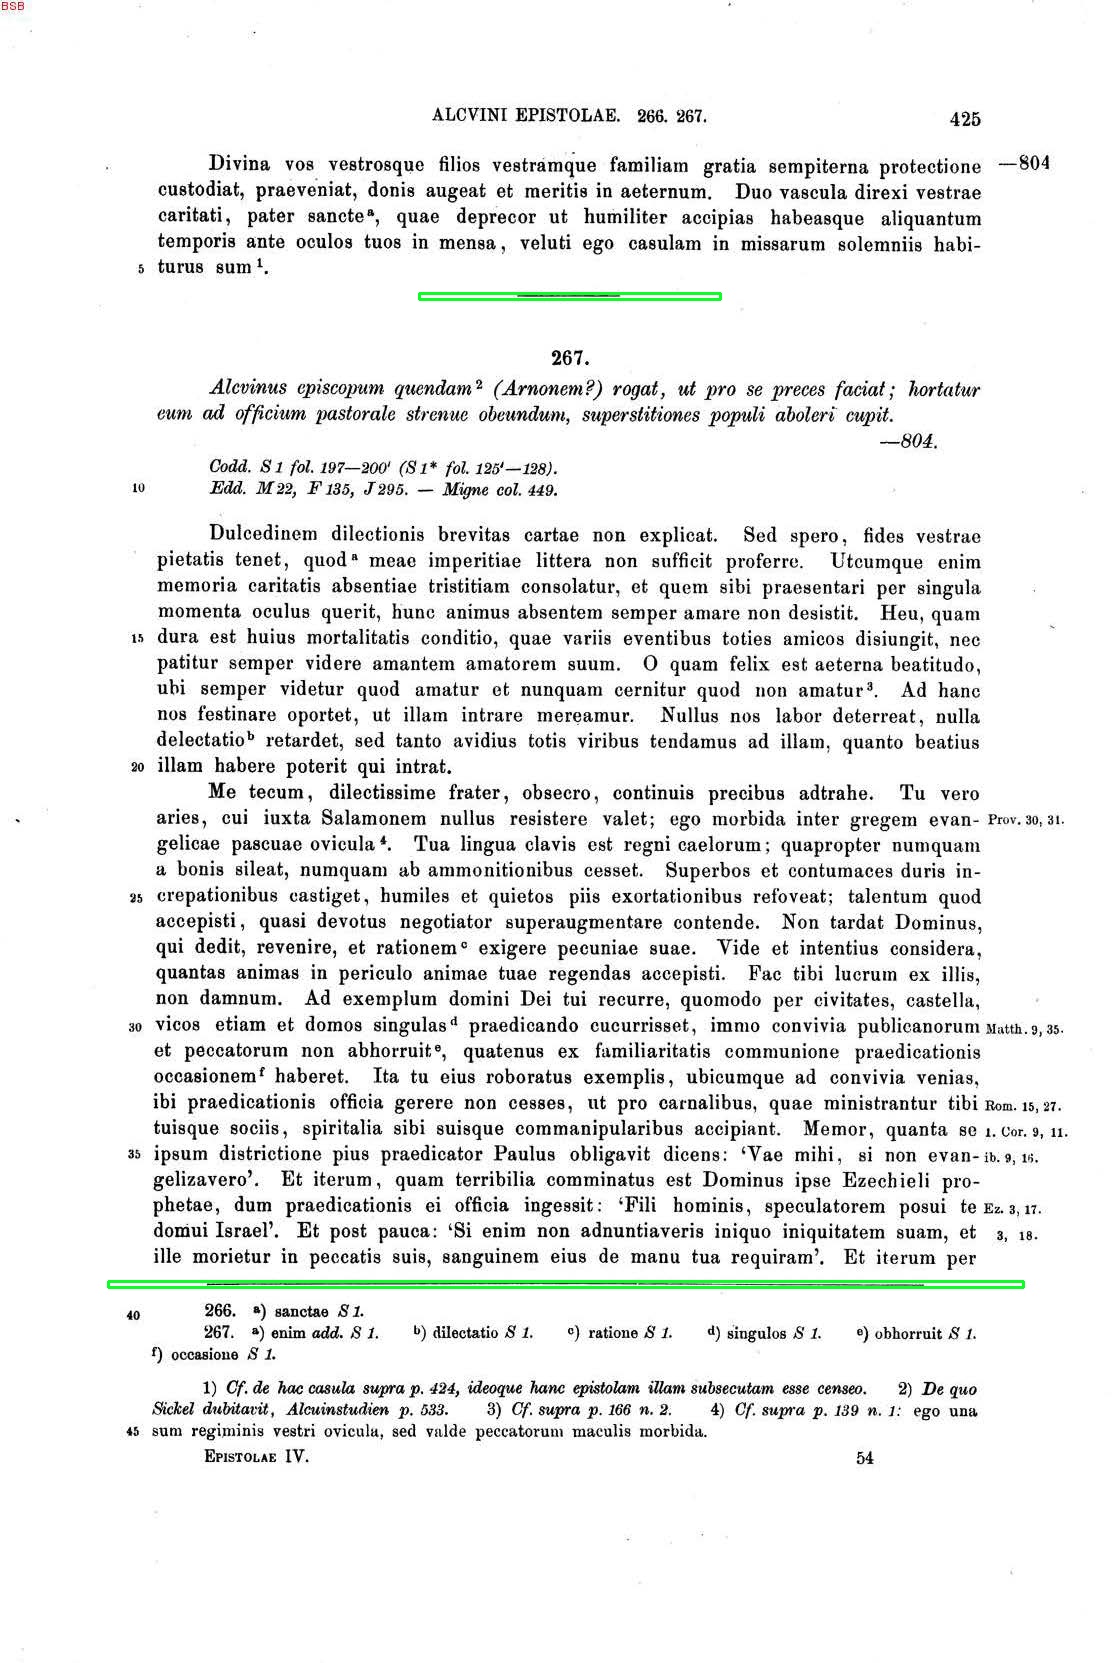 BSB
ALCVINI EPISTOLAE. 266. 267.
425
Divina vos vestrosque filios vestramque familiam gratia sempiterna protectione —804
custodiat, praeveniat, donis augeat et meritis in aeternum. Duo vascula direxi vestrae
caritati, pater sancteᵃ, quae deprecor ut humiliter accipias habeasque aliquantum
temporis ante oculos tuos in mensa, veluti ego casulam in missarum solemniis habi-
5 turus sum¹.
267.
Alcvinus episcopum quendam² (Arnonem?) rogat, ut pro se preces faciat; hortatur
eum ad officium pastorale strenue obeundum, superstitiones populi aboleri cupit.
—804.
Codd. S 1 fol. 197—200' (S 1* fol. 125'—128).
10 Edd. M 22, F 135, J 295. — Migne col. 449.
Dulcedinem dilectionis brevitas cartae non explicat. Sed spero, fides vestrae
pietatis tenet, quodᵃ meae imperitiae littera non sufficit proferre. Utcumque enim
memoria caritatis absentiae tristitiam consolatur, et quem sibi praesentari per singula
momenta oculus querit, hunc animus absentem semper amare non desistit. Heu, quam
15 dura est huius mortalitatis conditio, quae variis eventibus toties amicos disiungit, nec
patitur semper videre amantem amatorem suum. O quam felix est aeterna beatitudo,
ubi semper videtur quod amatur et nunquam cernitur quod non amatur³. Ad hanc
nos festinare oportet, ut illam intrare mereamur. Nullus nos labor deterreat, nulla
delectatioᵇ retardet, sed tanto avidius totis viribus tendamus ad illam, quanto beatius
20 illam habere poterit qui intrat.
Me tecum, dilectissime frater, obsecro, continuis precibus adtrahe. Tu vero
aries, cui iuxta Salamonem nullus resistere valet; ego morbida inter gregem evan- Prov. 30, 31.
gelicae pascuae ovicula⁴. Tua lingua clavis est regni caelorum; quapropter numquam
a bonis sileat, numquam ab ammonitionibus cesset. Superbos et contumaces duris in-
25 crepationibus castiget, humiles et quietos piis exortationibus refoveat; talentum quod
accepisti, quasi devotus negotiator superaugmentare contende. Non tardat Dominus,
qui dedit, revenire, et rationemᶜ exigere pecuniae suae. Vide et intentius considera,
quantas animas in periculo animae tuae regendas accepisti. Fac tibi lucrum ex illis,
non damnum. Ad exemplum domini Dei tui recurre, quomodo per civitates, castella,
30 vicos etiam et domos singulasᵈ praedicando cucurrisset, immo convivia publicanorum Matth. 9, 35.
et peccatorum non abhorruitᵉ, quatenus ex familiaritatis communione praedicationis
occasionemᶠ haberet. Ita tu eius roboratus exemplis, ubicumque ad convivia venias,
ibi praedicationis officia gerere non cesses, ut pro carnalibus, quae ministrantur tibi Rom. 15, 27.
tuisque sociis, spiritalia sibi suisque commanipularibus accipiant. Memor, quanta se 1. Cor. 9, 11.
35 ipsum districtione pius praedicator Paulus obligavit dicens: ‘Vae mihi, si non evan- ib. 9, 16.
gelizavero’. Et iterum, quam terribilia comminatus est Dominus ipse Ezechieli pro-
phetae, dum praedicationis ei officia ingessit: ‘Fili hominis, speculatorem posui te Ez. 3, 17.
domui Israel’. Et post pauca: ‘Si enim non adnuntiaveris iniquo iniquitatem suam, et 3, 18.
ille morietur in peccatis suis, sanguinem eius de manu tua requiram’. Et iterum per
40 266. ᵃ) sanctae S 1.
267. ᵃ) enim add. S 1. ᵇ) dilectatio S 1. ᶜ) ratione S 1. ᵈ) singulos S 1. ᵉ) obhorruit S 1.
ᶠ) occasione S 1.
1) Cf. de hac casula supra p. 424, ideoque hanc epistolam illam subsecutam esse censeo. 2) De quo
Sickel dubitavit, Alcuinstudien p. 533. 3) Cf. supra p. 166 n. 2. 4) Cf. supra p. 139 n. 1: ego una
45 sum regiminis vestri ovicula, sed valde peccatorum maculis morbida.
EPISTOLAE IV.
54